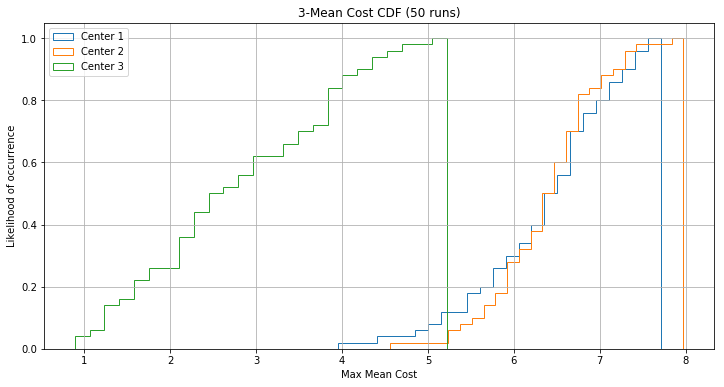 3-Mean Cost CDF (50 runs)
Center 1
Center 2
Center 3
Likelihood of occurrence
1.0
0.8
0.6
0.4
0.2
0.0
1 2 3 4 5 6 7 8
Max Mean Cost